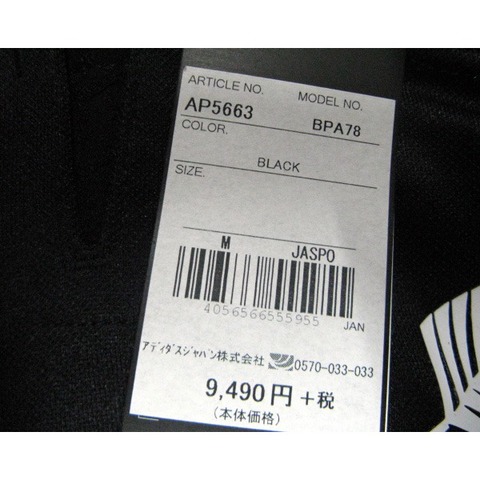 ARTICLE NO. MODEL NO.
AP5663 BPA78
COLOR.
BLACK
SIZE.
M JASPO
4056566555955 JAN
アディダスジャパン株式会社 0570-033-033
9,490円+税
(本体価格)